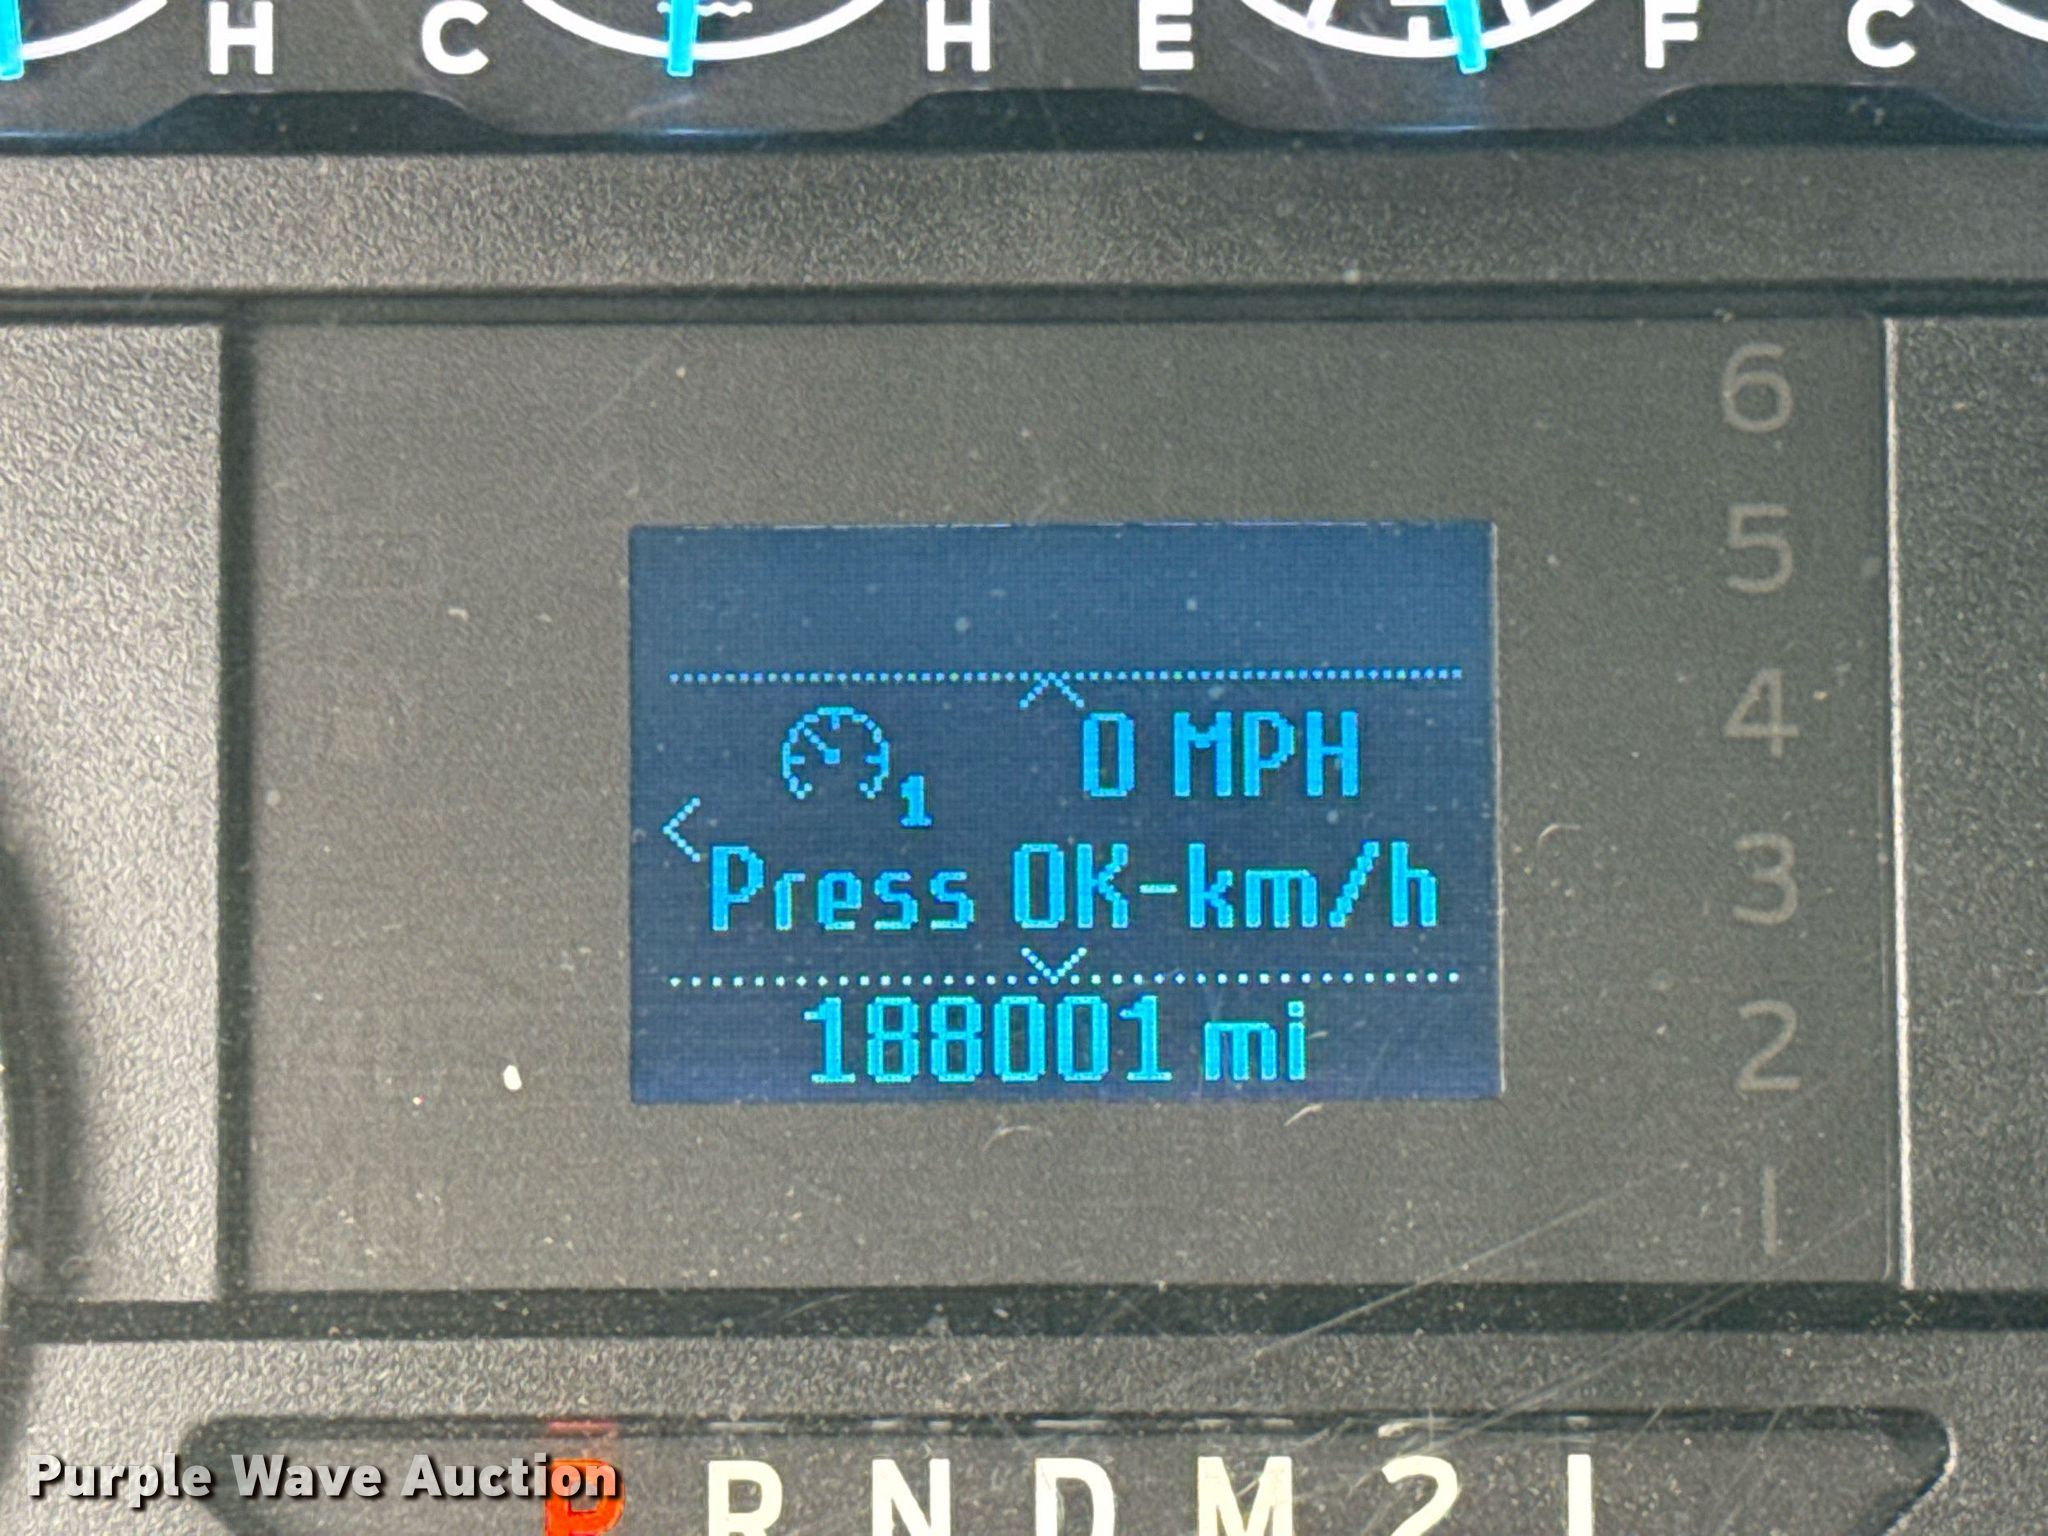 H C H E F C
6
5
4
3
2
1
0 MPH
1
Press OK-km/h
188001 mi
P R N D M 2 1
Purple Wave Auction